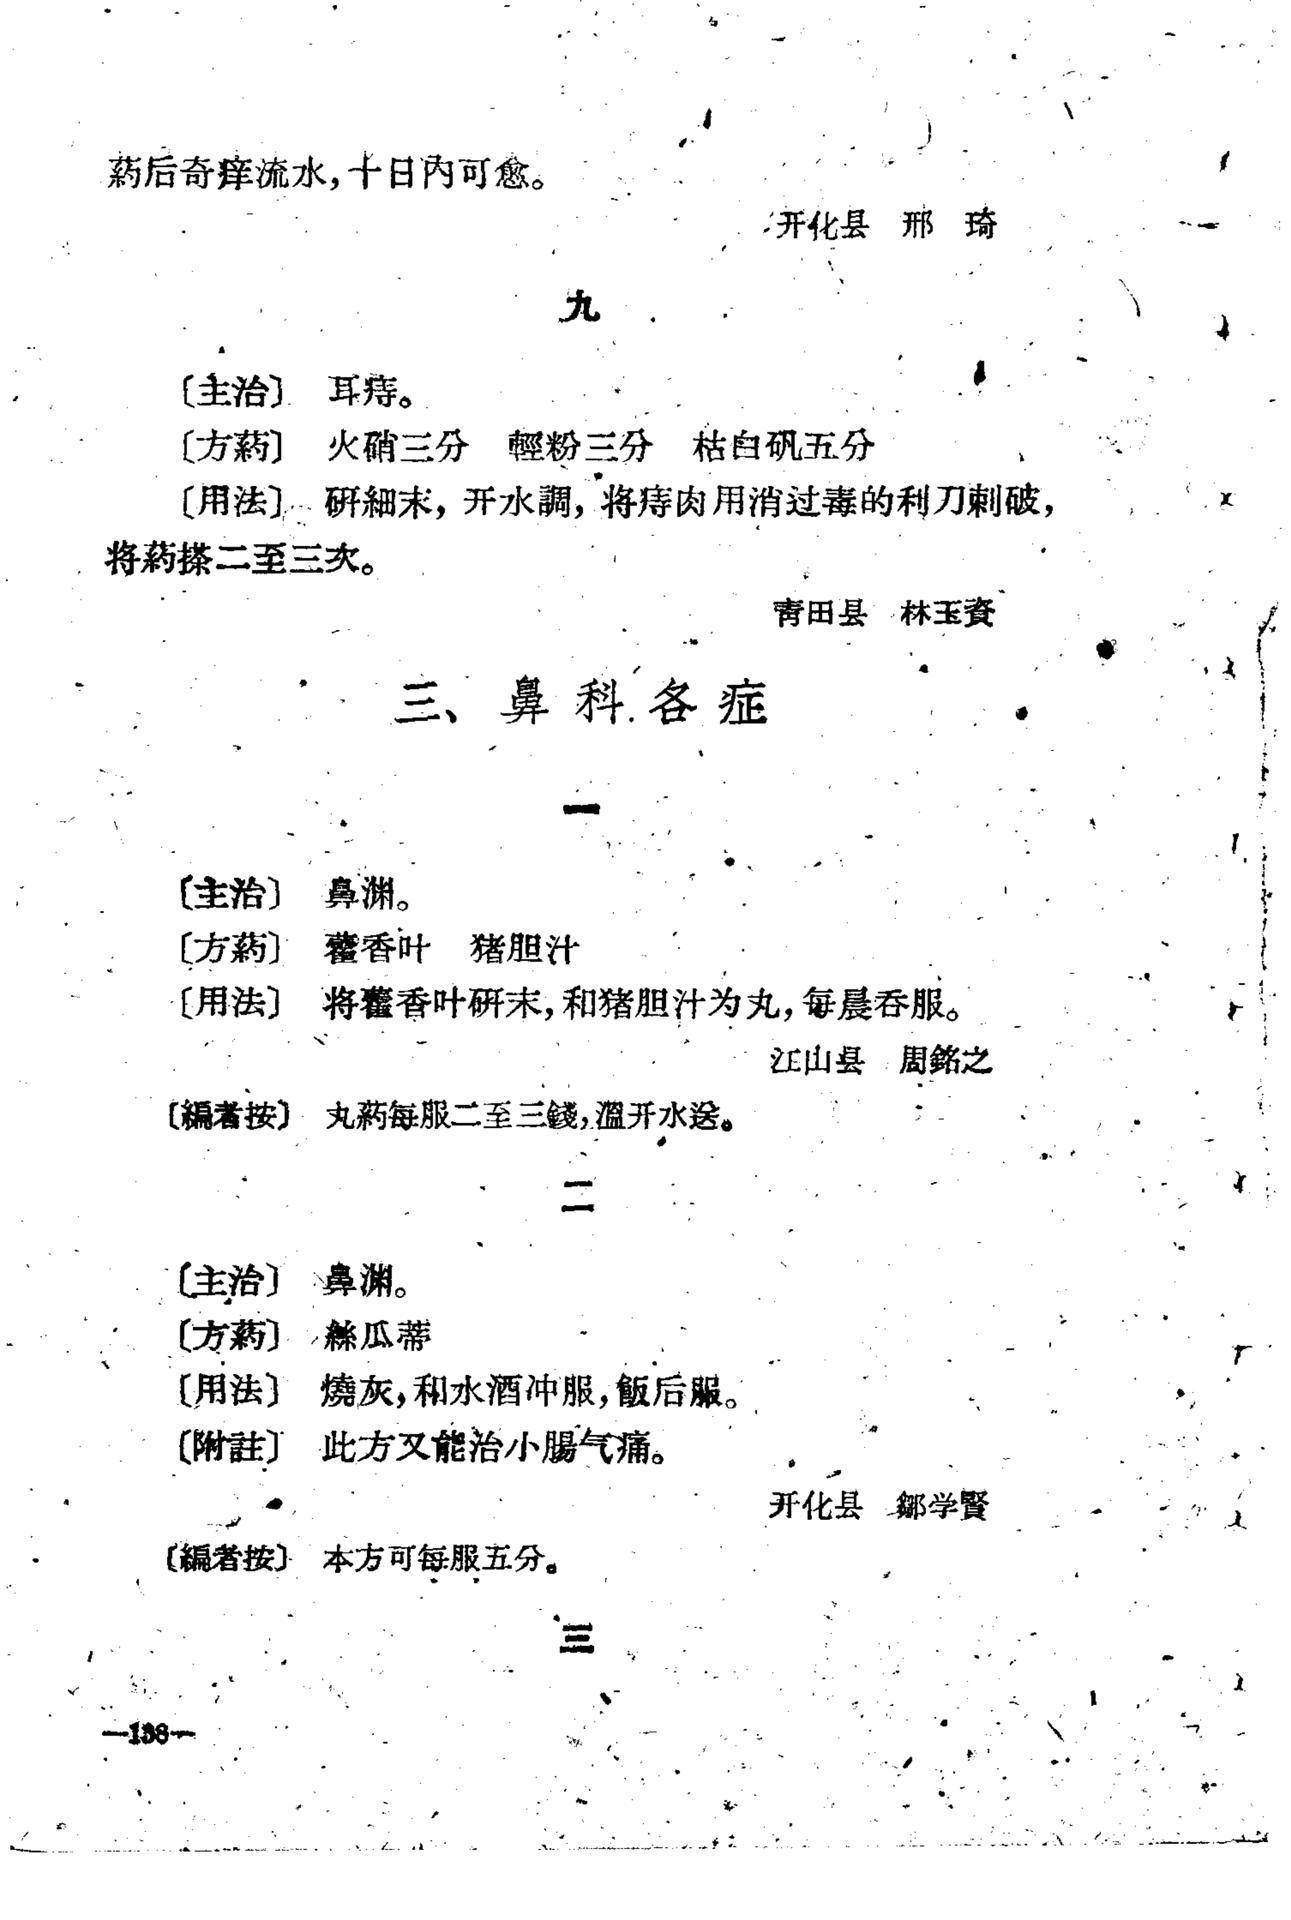 葯后奇痒流水，十日內可愈。
开化县　邢　琦
九
〔主治〕　耳痔。
〔方葯〕　火硝三分　輕粉三分　枯白矾五分
〔用法〕　研細末，开水調，将痔肉用消过毒的利刀刺破，
将葯搽二至三次。
青田县　林玉資
三、鼻科各症
一
〔主治〕　鼻渊。
〔方葯〕　藿香叶　猪胆汁
〔用法〕　将藿香叶研末，和猪胆汁为丸，每晨吞服。
江山县　周銘之
〔編者按〕　丸葯每服二至三錢，溫开水送。
二
〔主治〕　鼻渊。
〔方葯〕　絲瓜蒂
〔用法〕　燒灰，和水酒冲服，飯后服。
〔附註〕　此方又能治小腸气痛。
开化县　鄒学賢
〔編者按〕　本方可每服五分。
三
—138—